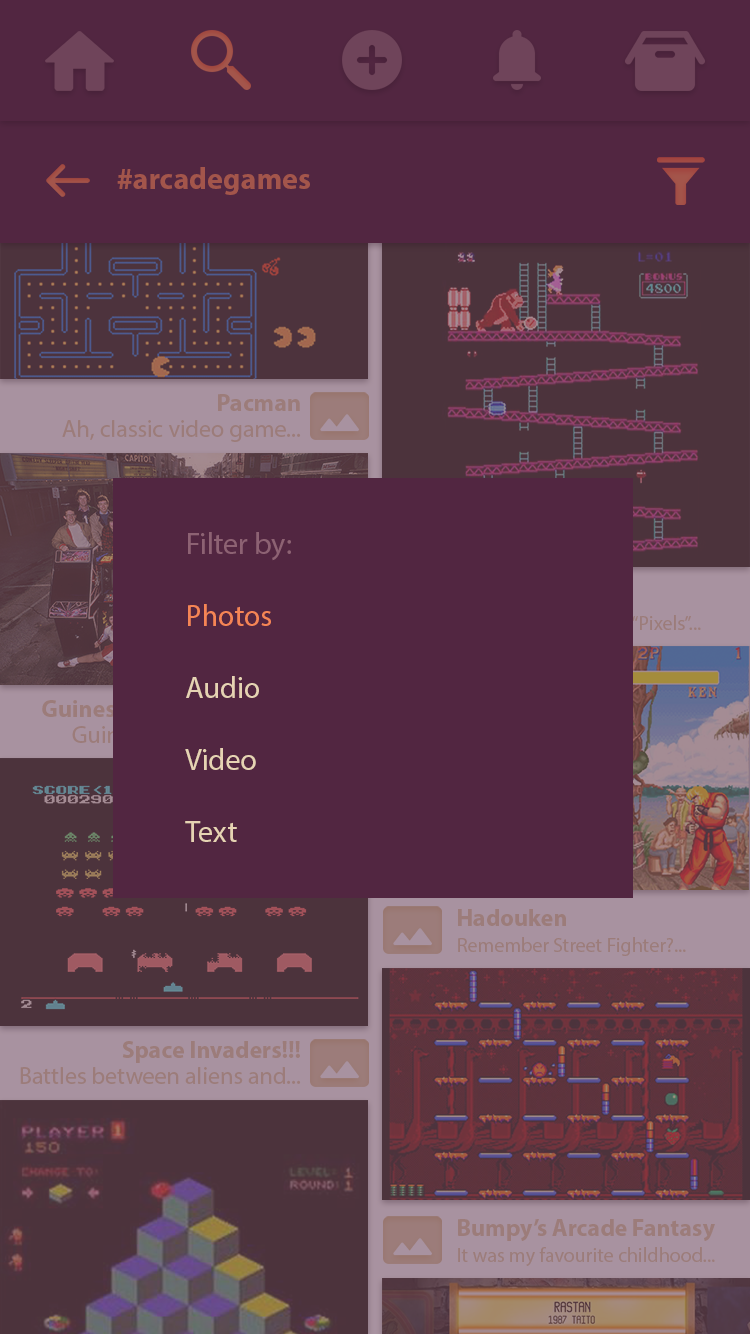 #arcadegames
L=01
BONUS
4800
Pacman
Ah, classic video game...
CAPITOL
Filter by:
Photos
Audio
Video
Text
"Pixels"...
2P 1
KEN
Guines
Guin
SCORE<1
000290
2
Hadouken
Remember Street Fighter?...
Space Invaders!!!
Battles between aliens and...
PLAYER 1
150
CHANGE TO:
LEVEL: 1
ROUND: 1
Bumpy's Arcade Fantasy
It was my favourite childhood...
RASTAN
1987 TAITO